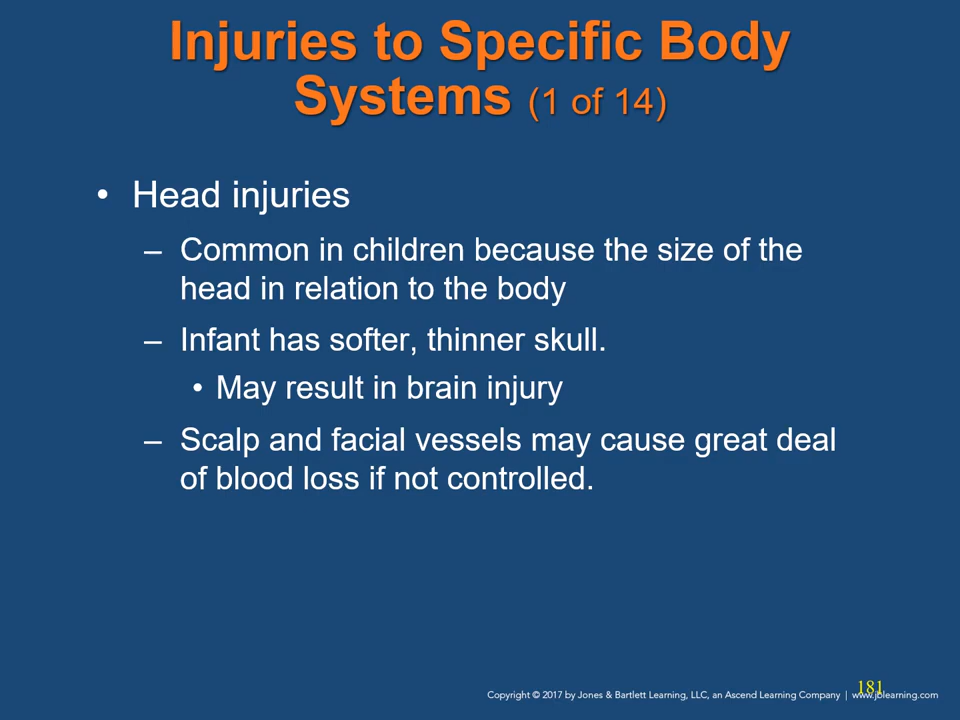 Injuries to Specific Body
Systems (1 of 14)
• Head injuries
– Common in children because the size of the
head in relation to the body
– Infant has softer, thinner skull.
• May result in brain injury
– Scalp and facial vessels may cause great deal
of blood loss if not controlled.
181
Copyright © 2017 by Jones & Bartlett Learning, LLC, an Ascend Learning Company | www.jblearning.com